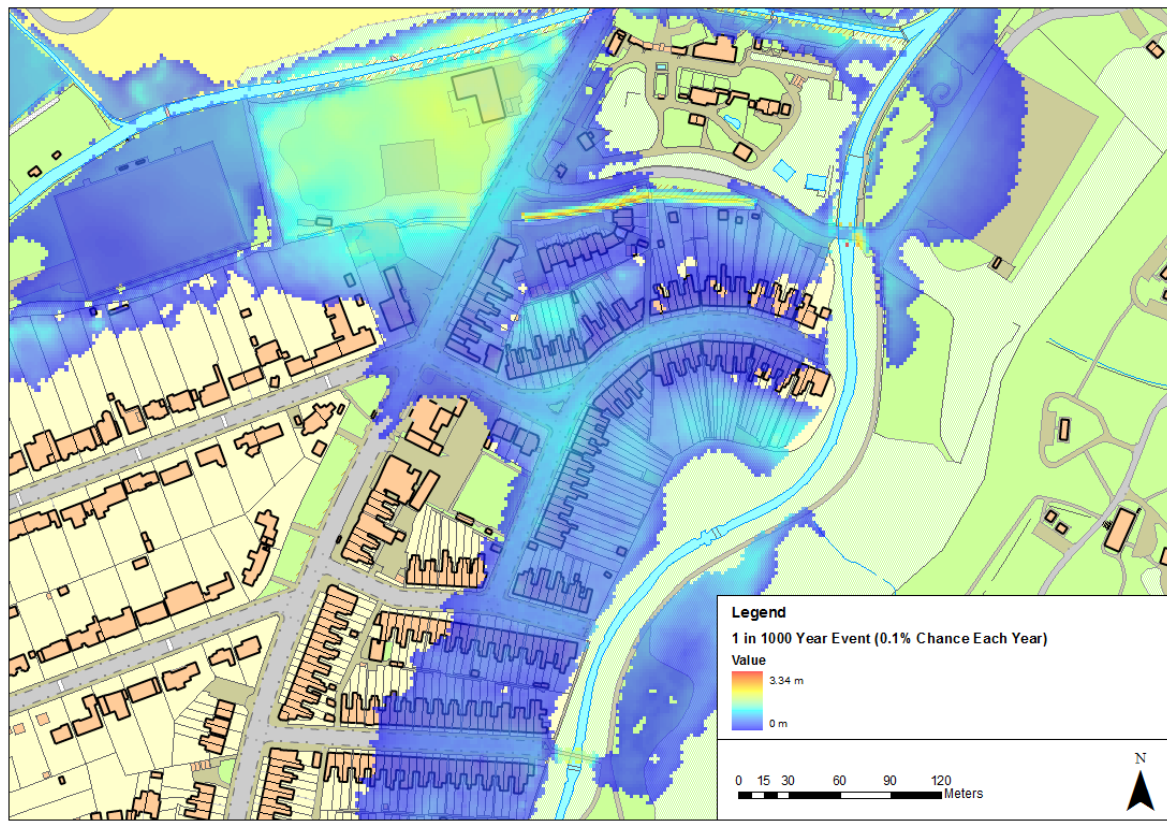 Legend
1 in 1000 Year Event (0.1% Chance Each Year)
Value
3.34 m
0 m
N
0 15 30 60 90 120
Meters